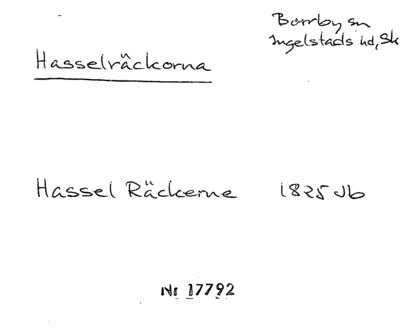 Borrby sn
Ingelstads hd, Sk
Hasselräckorna
Hassel Räckerne 1825 Jb
Nr 17792